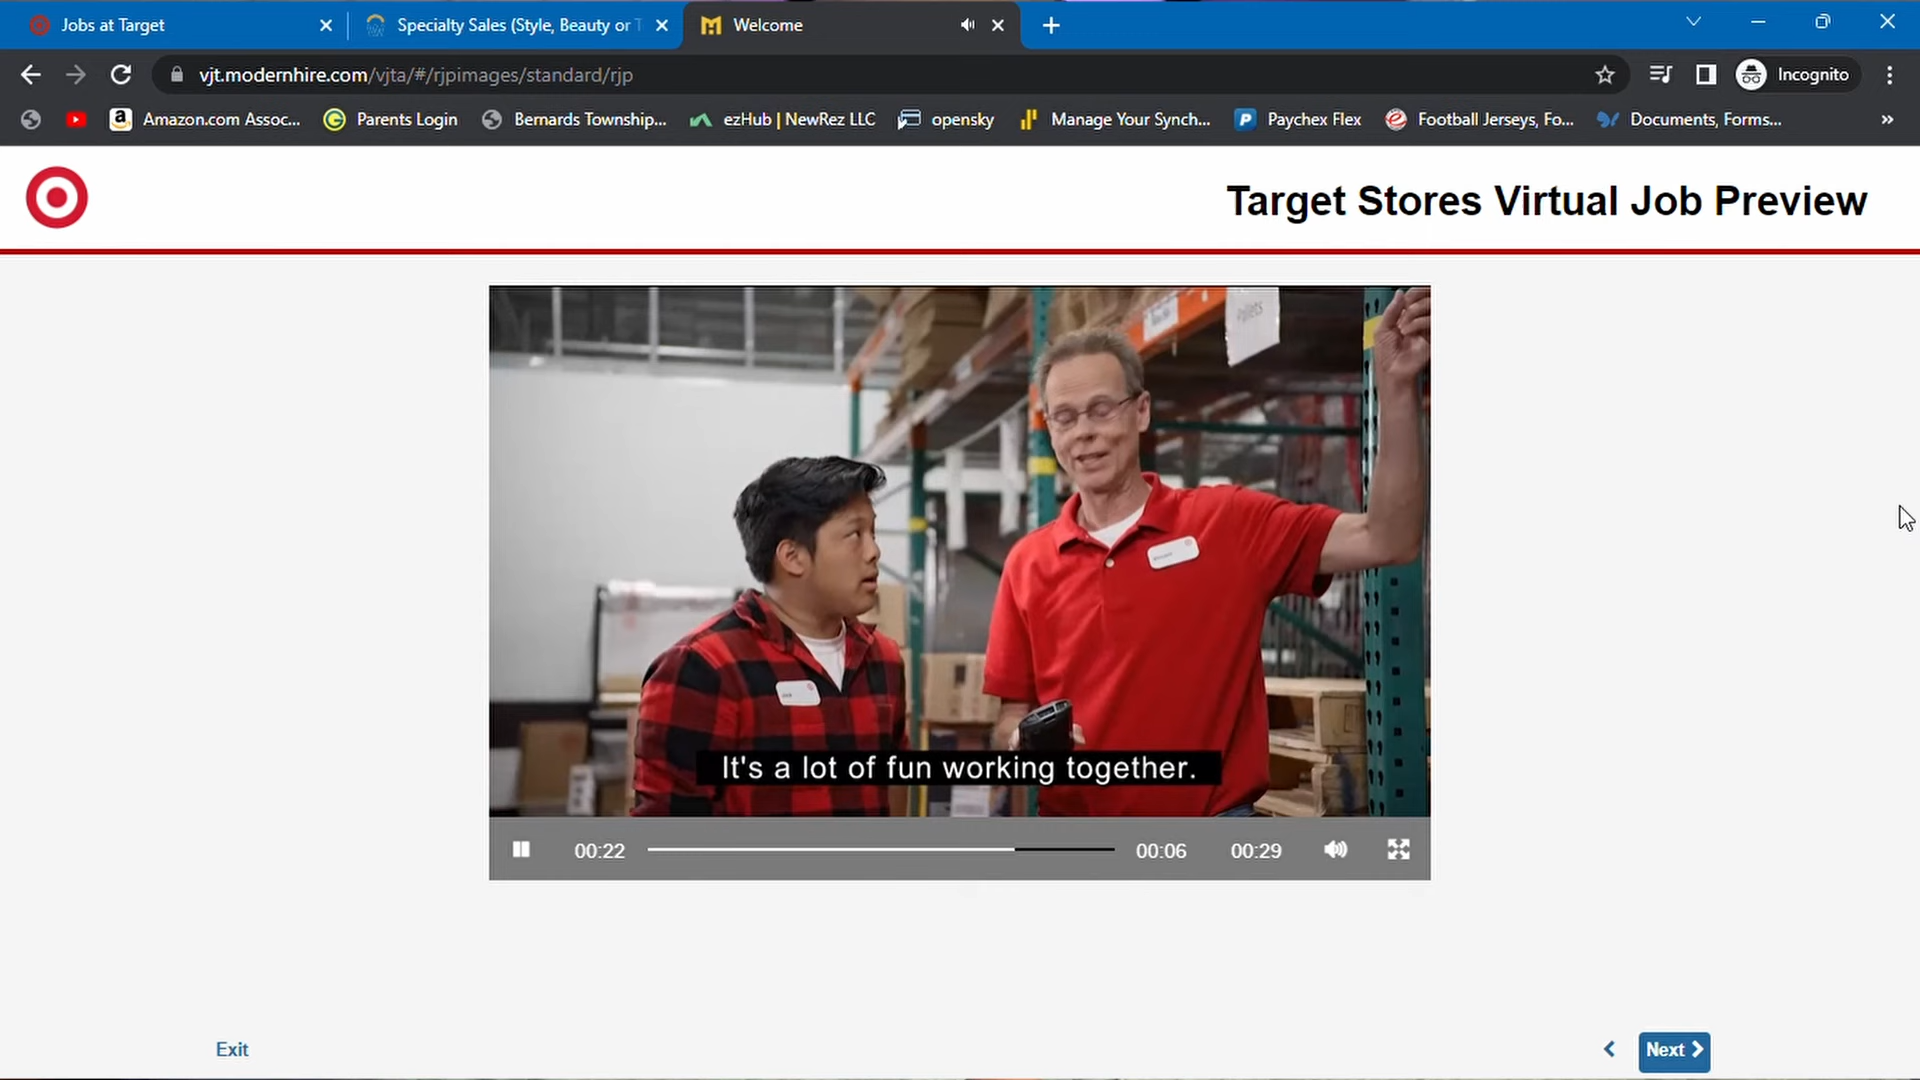 Jobs at Target
Specialty Sales (Style, Beauty or T
Welcome
vjt.modernhire.com/vjta/#/rjpimages/standard/rjp
Incognito
Amazon.com Assoc...
Parents Login
Bernards Township...
ezHub | NewRez LLC
opensky
Manage Your Synch...
Paychex Flex
Football Jerseys, Fo...
Documents, Forms...
»
Target Stores Virtual Job Preview
Pallets
It's a lot of fun working together.
00:22
00:06
00:29
Exit
Next